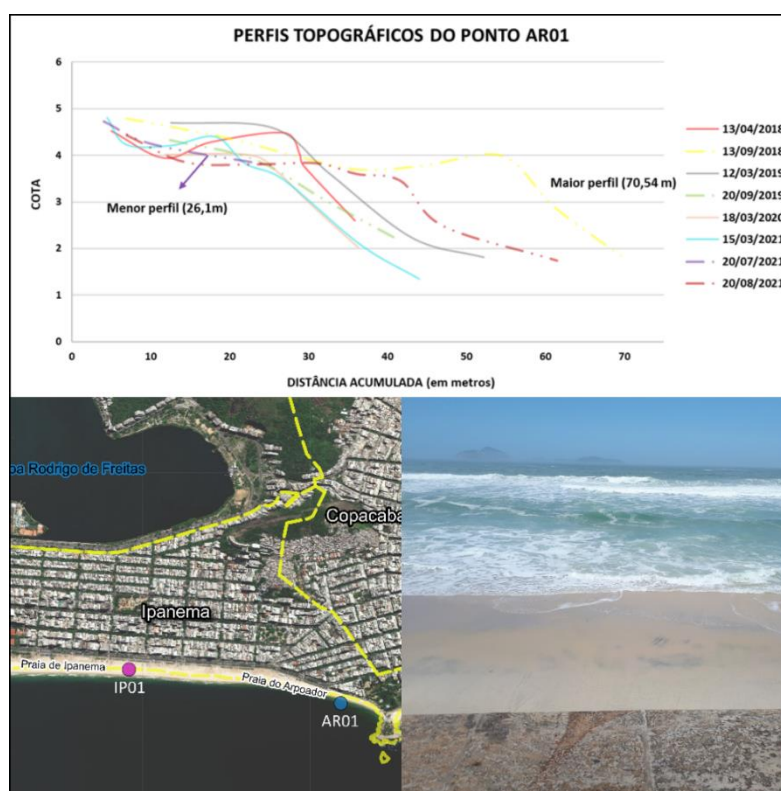 PERFIS TOPOGRÁFICOS DO PONTO AR01
6
5
4
3
2
1
0
COTA
0 10 20 30 40 50 60 70
DISTÂNCIA ACUMULADA (em metros)
Menor perfil (26,1m)
Maior perfil (70,54 m)
13/04/2018
13/09/2018
12/03/2019
20/09/2019
18/03/2020
15/03/2021
20/07/2021
20/08/2021
oa Rodrigo de Freitas
Copacaba
Ipanema
Praia de Ipanema
IP01
Praia do Arpoador
AR01